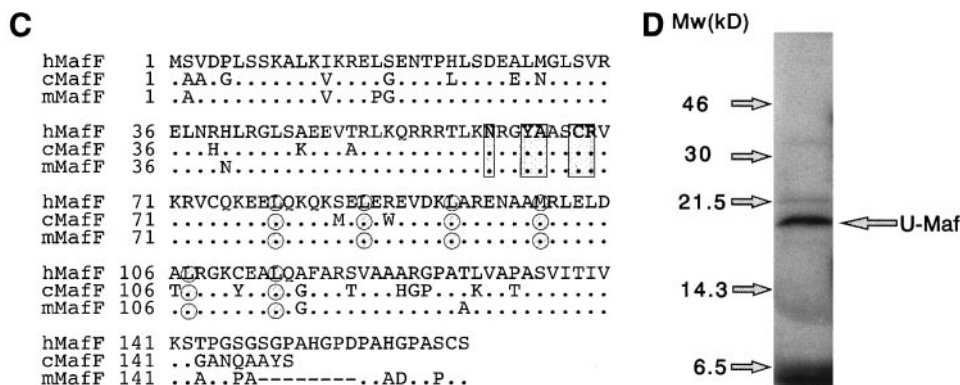 C
hMafF 1 MSVDPLSSKALKIKRELSENTPHLSDEALMGLSVR
cMafF 1 .AA.G.......V....G....L....E.N.....
mMafF 1 .A..........V...PG.................
hMafF 36 ELNRHLRGLSAEEVTRLKQRRRTLKNRGYAASCRV
cMafF 36 ...H......K...A....................
mMafF 36 ....N..............................
hMafF 71 KRVCQKEELQKQKSELEREVDKLARENAAMRLELD
cMafF 71 .............M...W.................
mMafF 71 ...................................
hMafF 106 ALRGKCEALQAFARSVAAARGPATLVAPASVITIV
cMafF 106 T....Y....G...T...HGP...K..T.......
mMafF 106 ..........G............A...........
hMafF 141 KSTPGSGSGPAHGPDPAHGPASCS
cMafF 141 ..GANQAAYS
mMafF 141 ..A..PA--------..AD..P..
D Mw(kD)
46
30
21.5
U-Maf
14.3
6.5